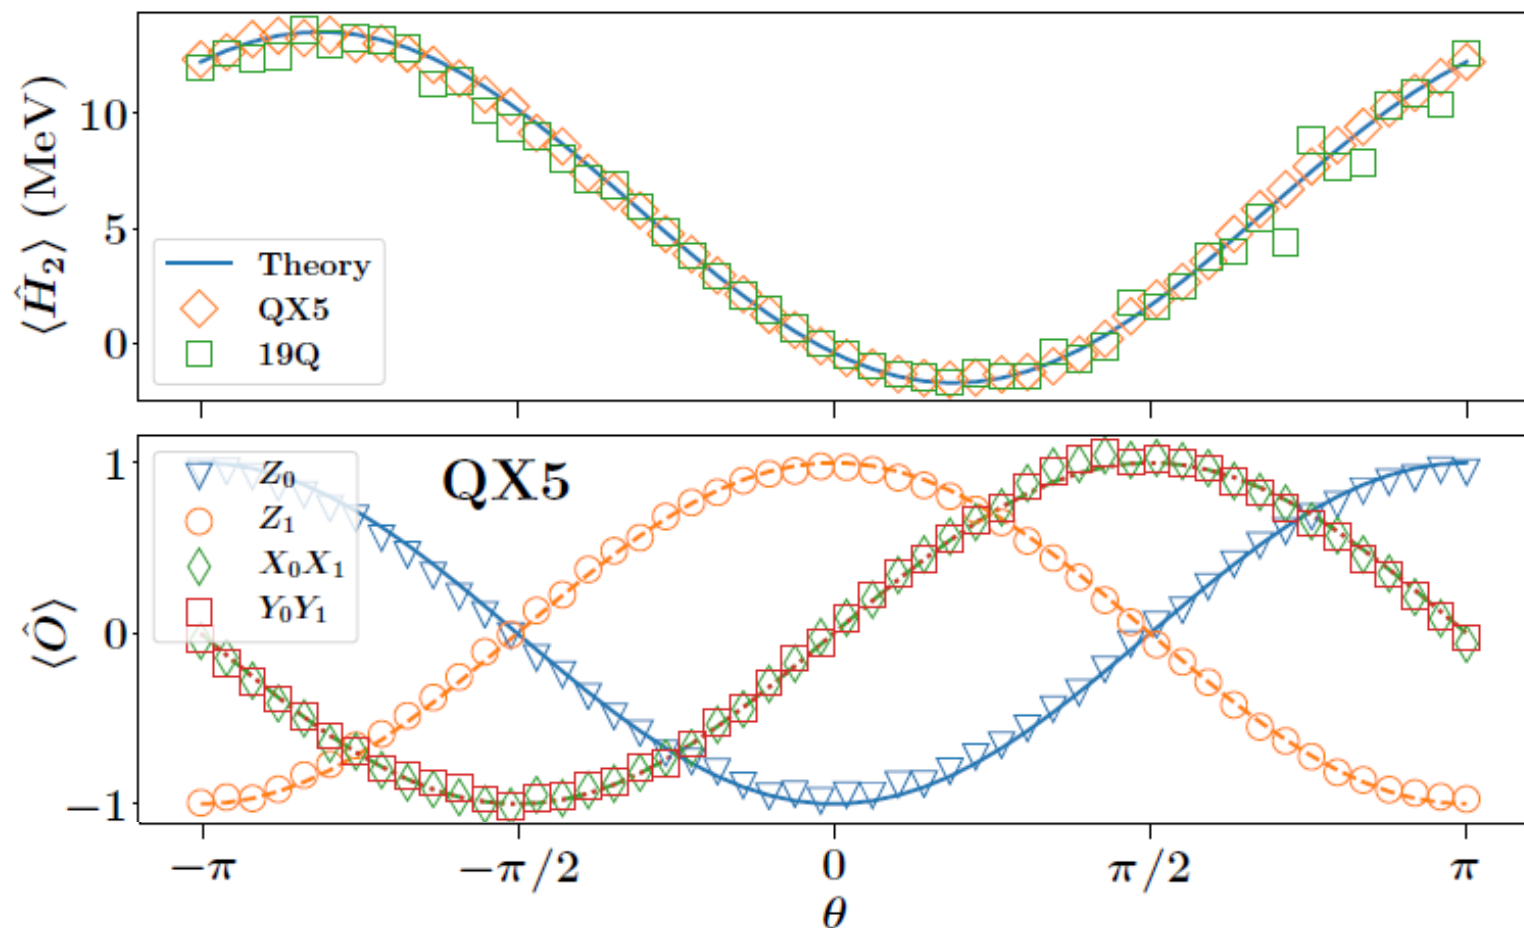 ⟨Ĥ₂⟩ (MeV)
10
5
0
Theory
QX5
19Q
⟨Ô⟩
1
0
−1
Z₀
Z₁
X₀X₁
Y₀Y₁
QX5
−π
−π/2
0
π/2
π
θ